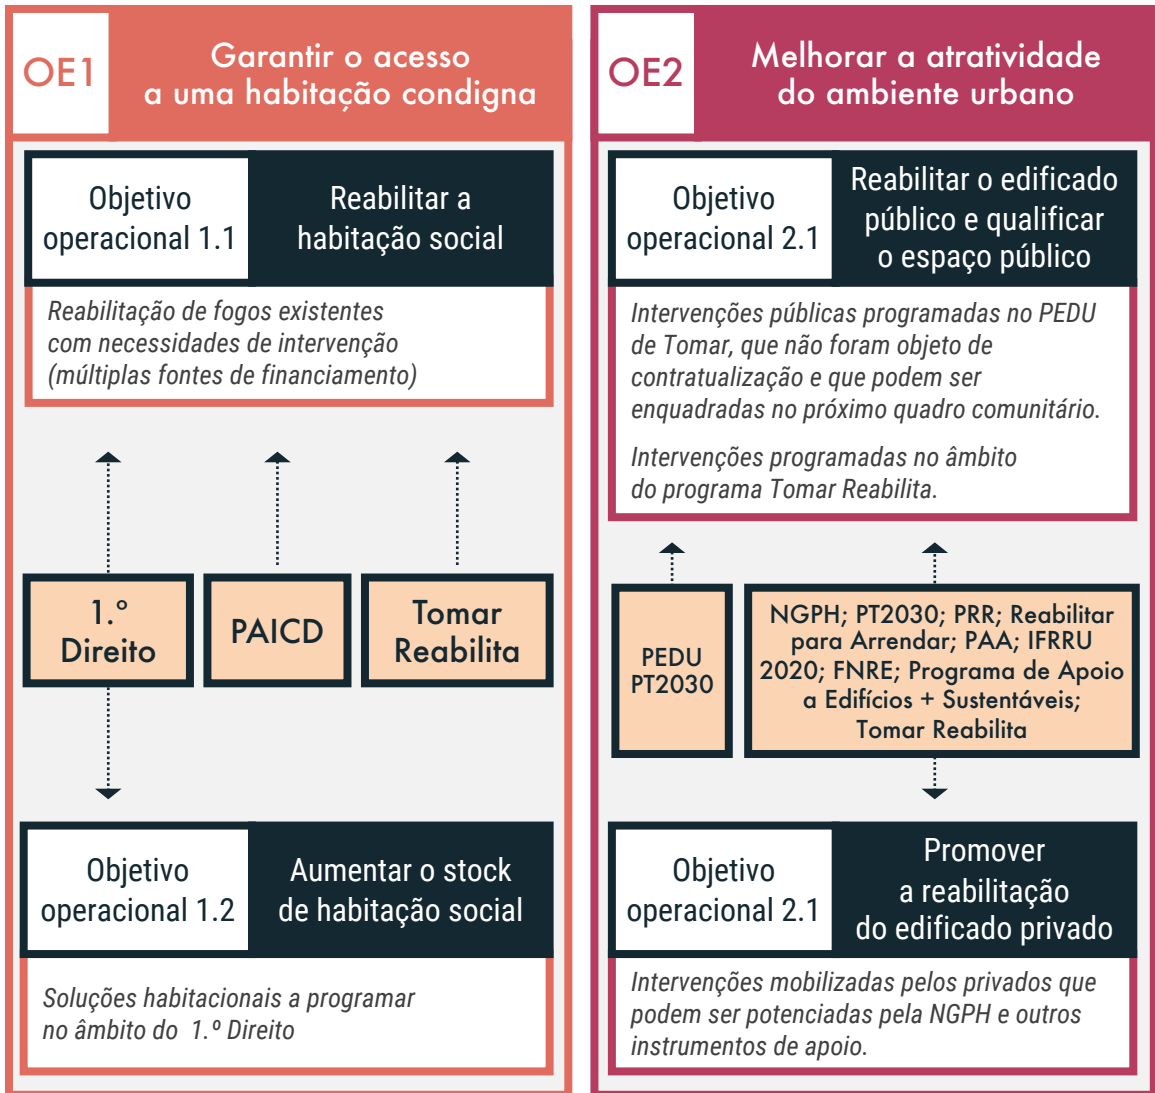 OE1
Garantir o acesso
a uma habitação condigna
Objetivo
operacional 1.1
Reabilitar a
habitação social
Reabilitação de fogos existentes
com necessidades de intervenção
(múltiplas fontes de financiamento)
1.º
Direito
PAICD
Tomar
Reabilita
Objetivo
operacional 1.2
Aumentar o stock
de habitação social
Soluções habitacionais a programar
no âmbito do 1.º Direito
OE2
Melhorar a atratividade
do ambiente urbano
Objetivo
operacional 2.1
Reabilitar o edificado
público e qualificar
o espaço público
Intervenções públicas programadas no PEDU
de Tomar, que não foram objeto de
contratualização e que podem ser
enquadradas no próximo quadro comunitário.
Intervenções programadas no âmbito
do programa Tomar Reabilita.
PEDU
PT2030
NGPH; PT2030; PRR; Reabilitar
para Arrendar; PAA; IFRRU
2020; FNRE; Programa de Apoio
a Edifícios + Sustentáveis;
Tomar Reabilita
Objetivo
operacional 2.1
Promover
a reabilitação
do edificado privado
Intervenções mobilizadas pelos privados que
podem ser potenciadas pela NGPH e outros
instrumentos de apoio.